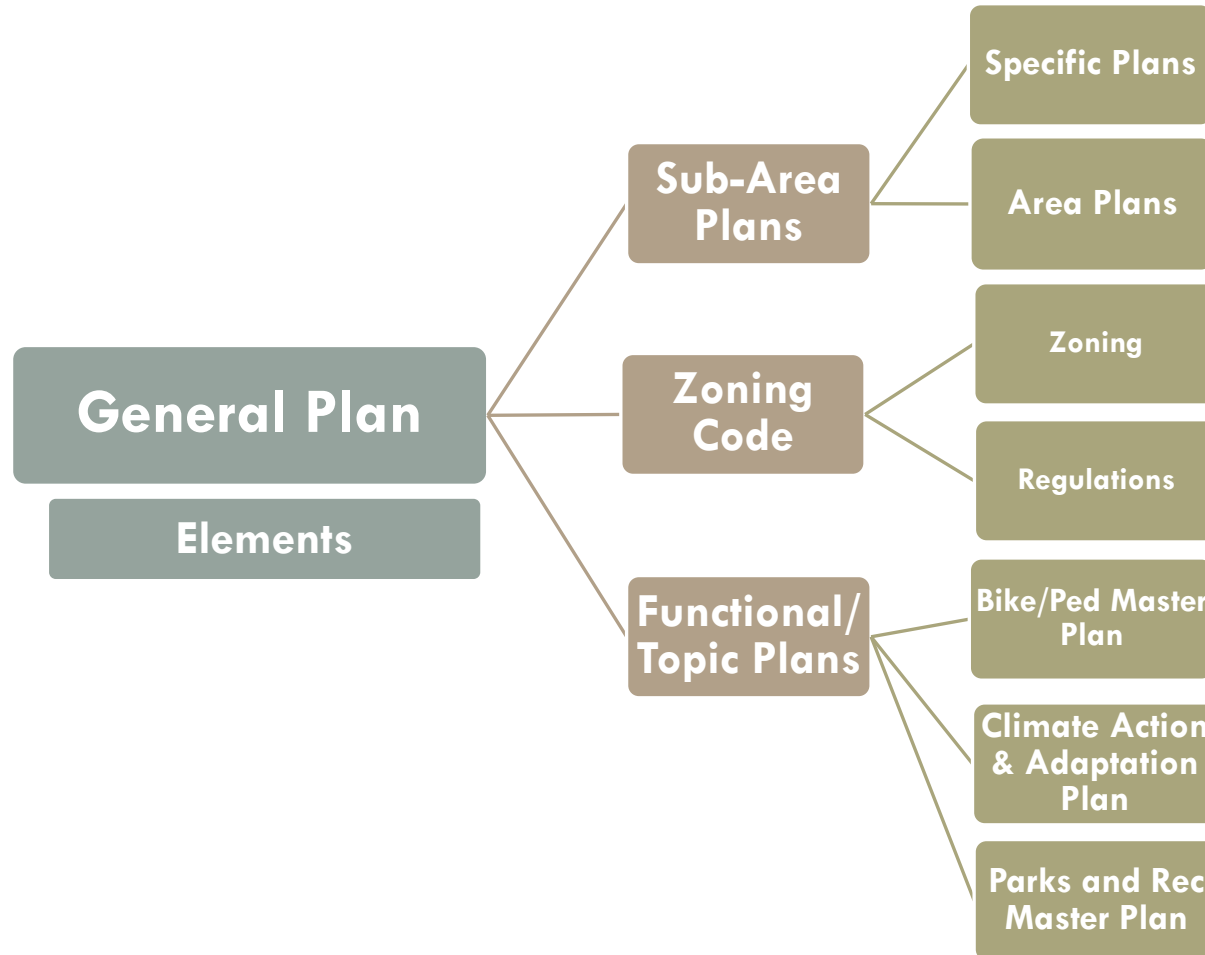 General Plan
Elements
Sub-Area
Plans
Specific Plans
Area Plans
Zoning
Code
Zoning
Regulations
Functional/
Topic Plans
Bike/Ped Master
Plan
Climate Action
& Adaptation
Plan
Parks and Rec
Master Plan